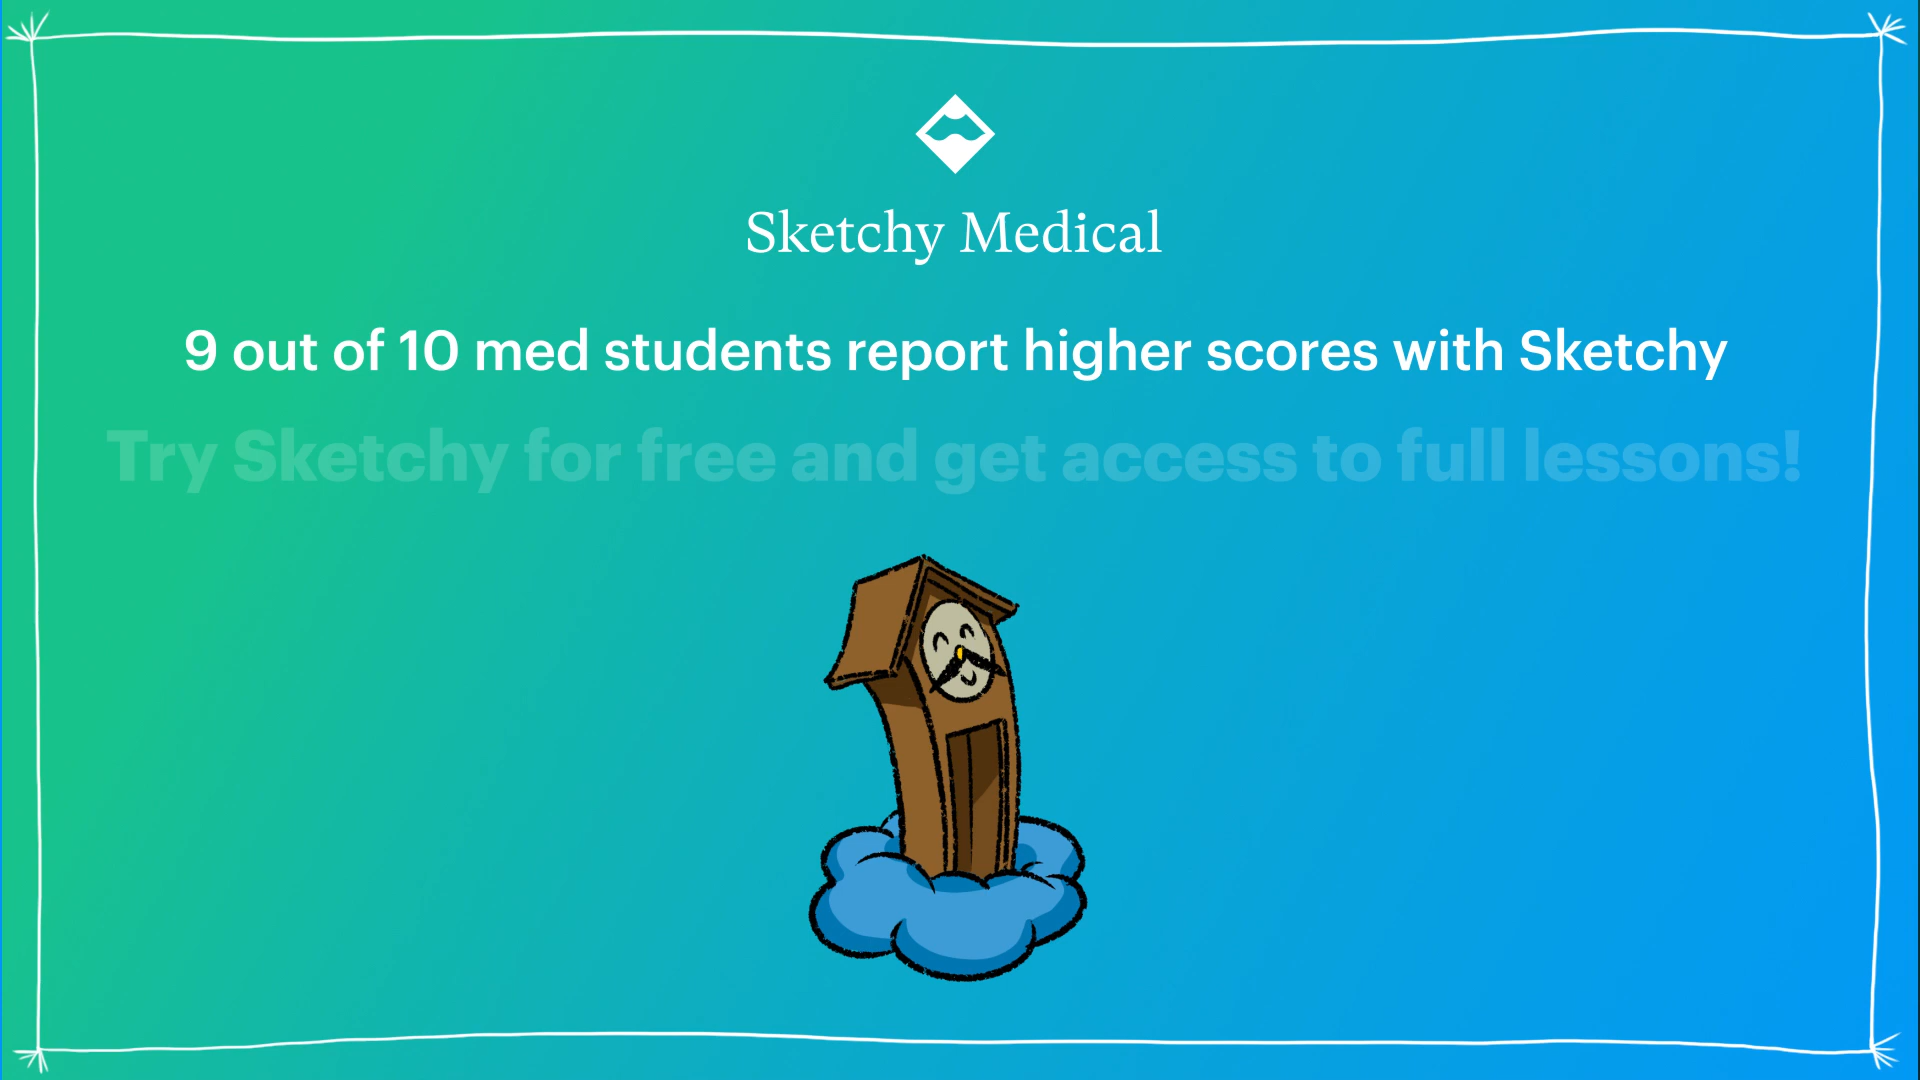 Sketchy Medical
9 out of 10 med students report higher scores with Sketchy
Try Sketchy for free and get access to full lessons!